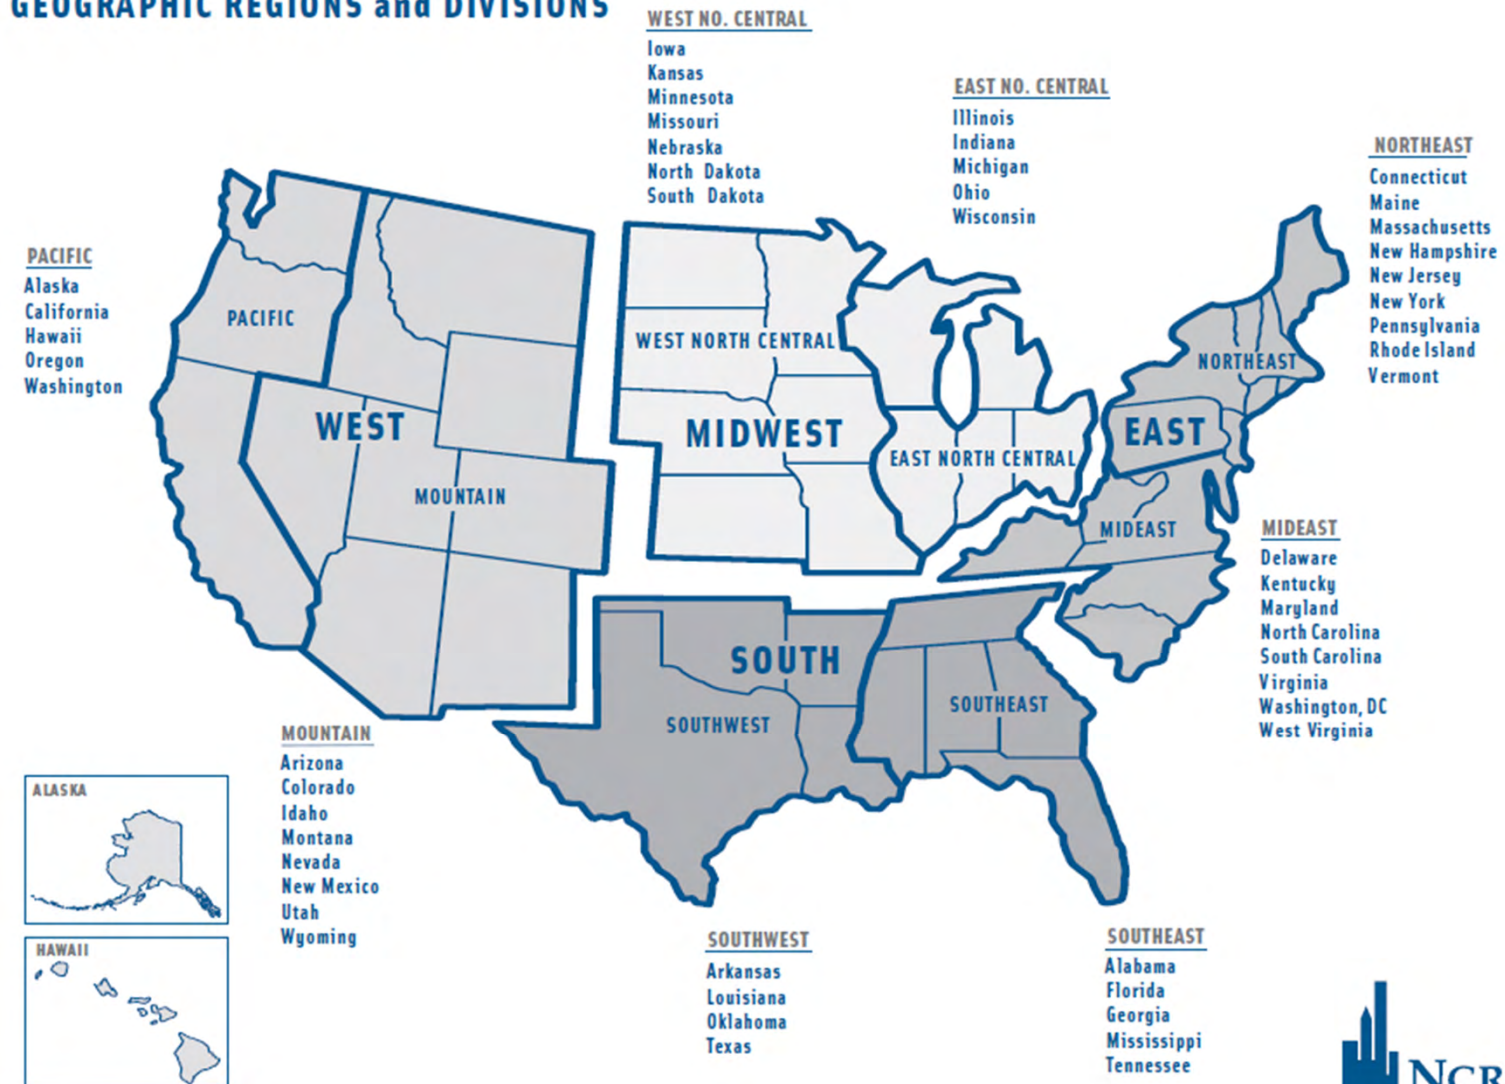 GEOGRAPHIC REGIONS and DIVISIONS
WEST NO. CENTRAL
Iowa
Kansas
Minnesota
Missouri
Nebraska
North Dakota
South Dakota
EAST NO. CENTRAL
Illinois
Indiana
Michigan
Ohio
Wisconsin
NORTHEAST
Connecticut
Maine
Massachusetts
New Hampshire
New Jersey
New York
Pennsylvania
Rhode Island
Vermont
PACIFIC
Alaska
California
Hawaii
Oregon
Washington
PACIFIC
WEST
MOUNTAIN
WEST NORTH CENTRAL
MIDWEST
EAST NORTH CENTRAL
NORTHEAST
EAST
MIDEAST
SOUTH
SOUTHWEST
SOUTHEAST
MIDEAST
Delaware
Kentucky
Maryland
North Carolina
South Carolina
Virginia
Washington, DC
West Virginia
MOUNTAIN
Arizona
Colorado
Idaho
Montana
Nevada
New Mexico
Utah
Wyoming
ALASKA
HAWAII
SOUTHWEST
Arkansas
Louisiana
Oklahoma
Texas
SOUTHEAST
Alabama
Florida
Georgia
Mississippi
Tennessee
NCR